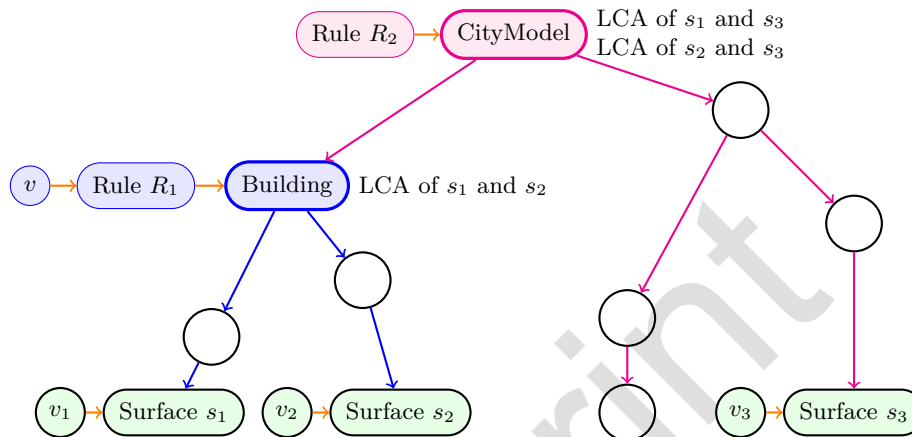 Rule R₂
CityModel
LCA of s₁ and s₃
LCA of s₂ and s₃
v
Rule R₁
Building
LCA of s₁ and s₂
v₁
Surface s₁
v₂
Surface s₂
v₃
Surface s₃
print